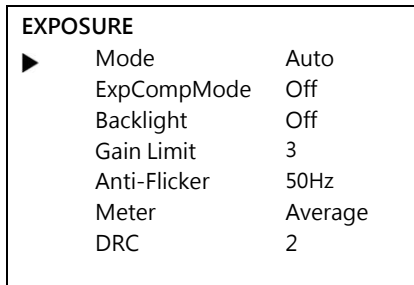 EXPOSURE
▶ Mode Auto
ExpCompMode Off
Backlight Off
Gain Limit 3
Anti-Flicker 50Hz
Meter Average
DRC 2